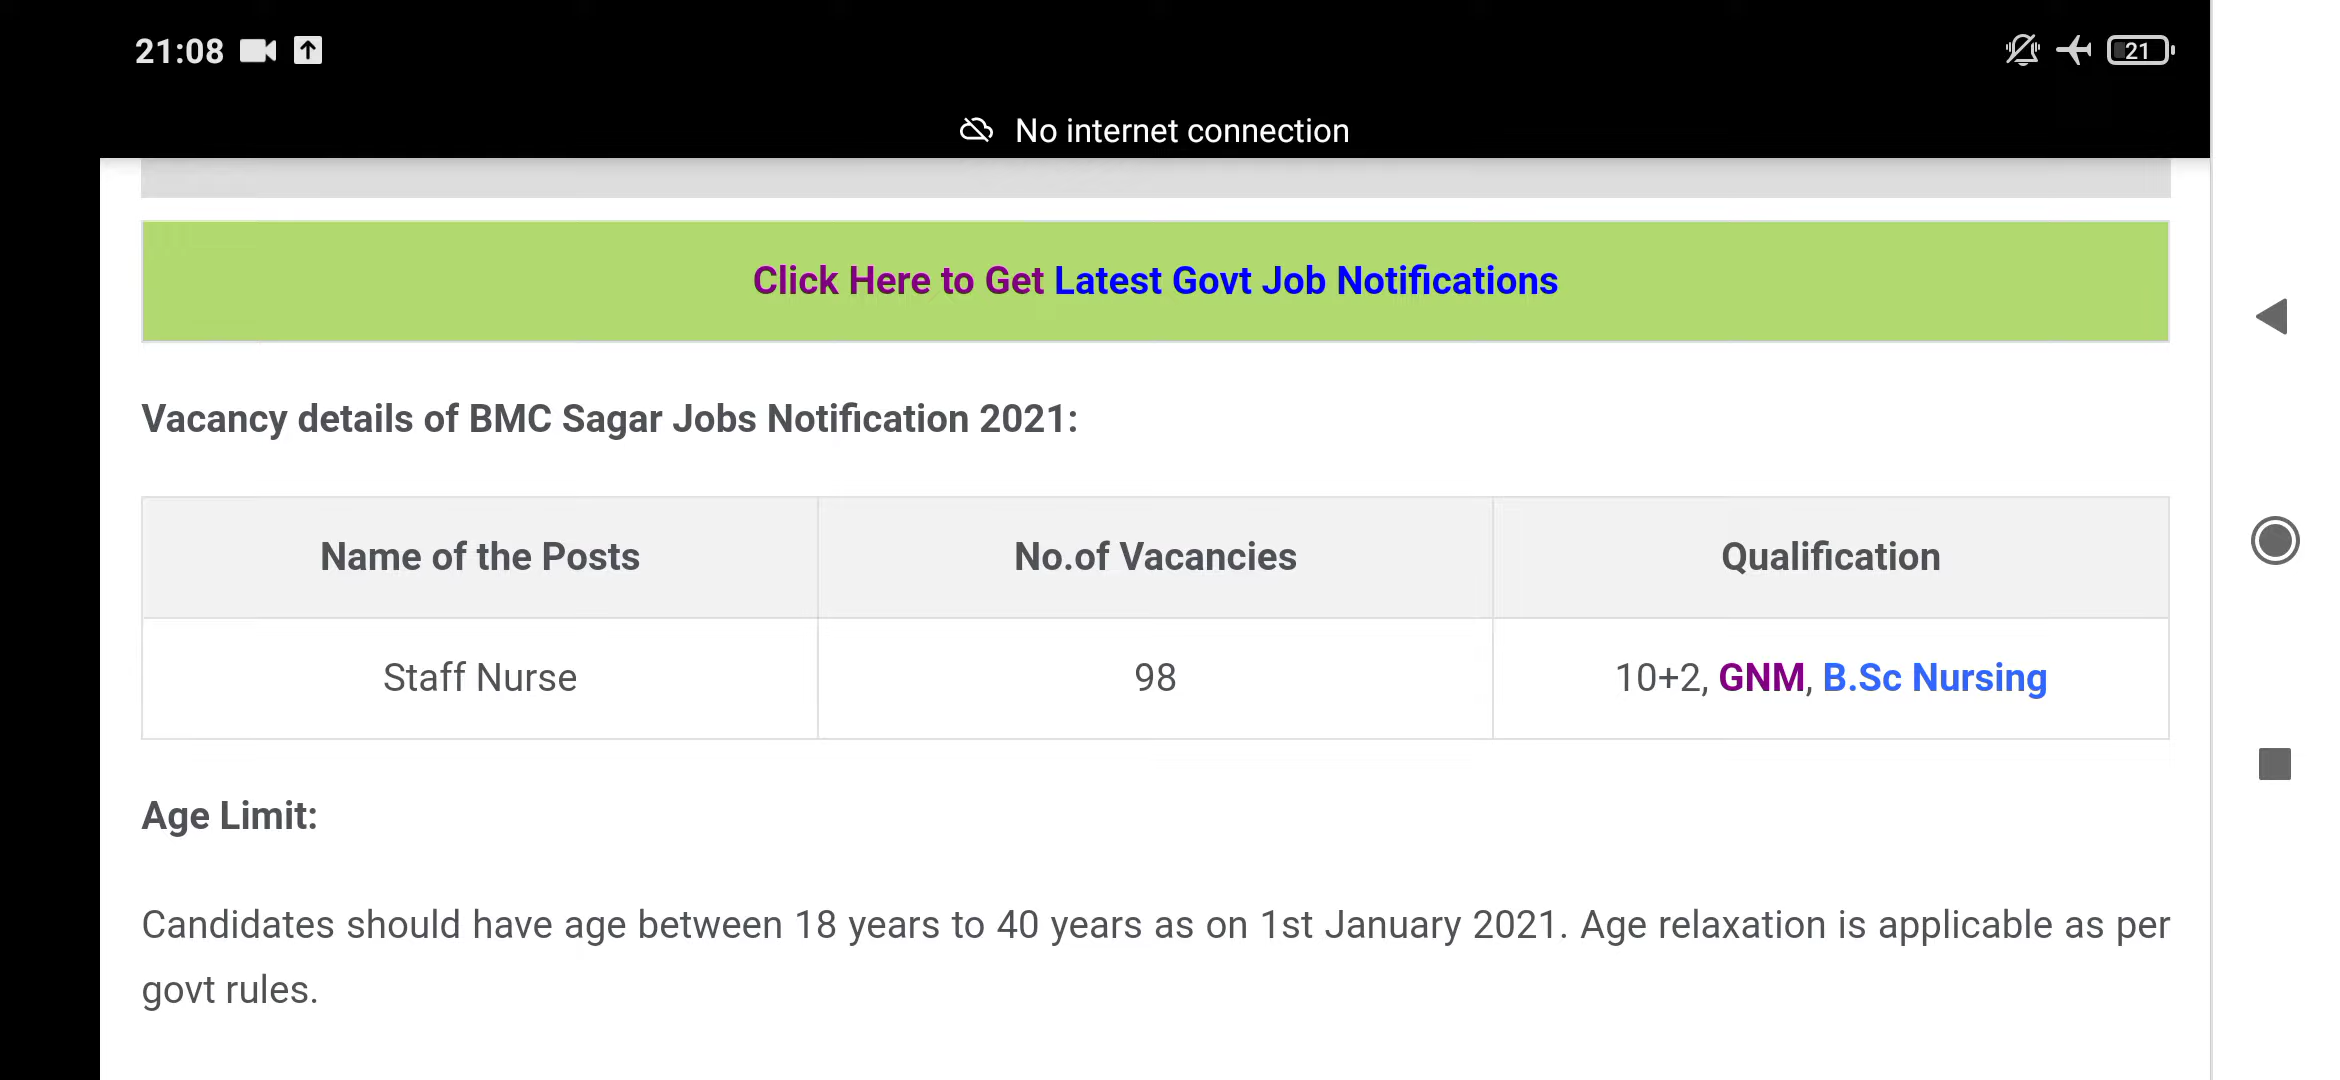 21:08
21
No internet connection
Click Here to Get Latest Govt Job Notifications
Vacancy details of BMC Sagar Jobs Notification 2021:
Name of the Posts No.of Vacancies Qualification
Staff Nurse 98 10+2, GNM, B.Sc Nursing
Age Limit:
Candidates should have age between 18 years to 40 years as on 1st January 2021. Age relaxation is applicable as per
govt rules.